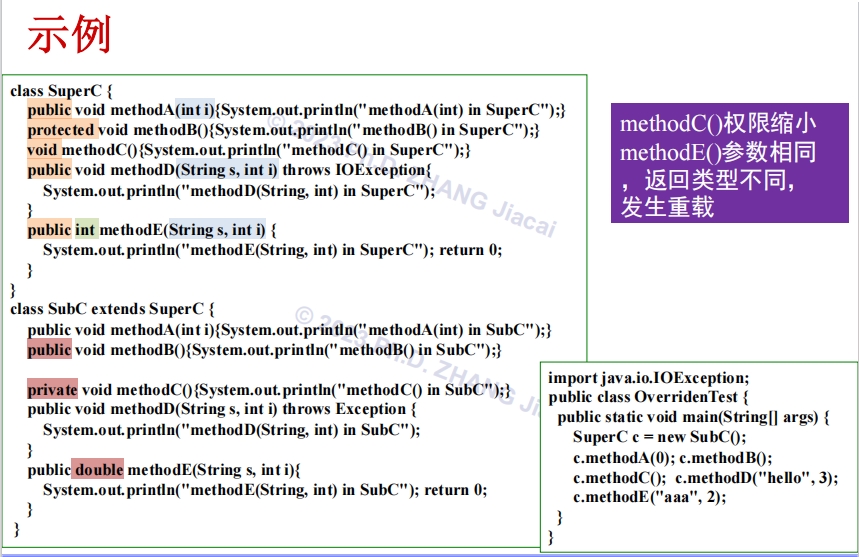 示例
class SuperC {
public void methodA(int i){System.out.println("methodA(int) in SuperC");}
protected void methodB(){System.out.println("methodB() in SuperC");}
void methodC(){System.out.println("methodC() in SuperC");}
public void methodD(String s, int i) throws IOException{
System.out.println("methodD(String, int) in SuperC");
}
public int methodE(String s, int i) {
System.out.println("methodE(String, int) in SuperC"); return 0;
}
}
class SubC extends SuperC {
public void methodA(int i){System.out.println("methodA(int) in SubC");}
public void methodB(){System.out.println("methodB() in SubC");}
private void methodC(){System.out.println("methodC() in SubC");}
public void methodD(String s, int i) throws Exception {
System.out.println("methodD(String, int) in SubC");
}
public double methodE(String s, int i){
System.out.println("methodE(String, int) in SubC"); return 0;
}
}
methodC()权限缩小
methodE()参数相同
，返回类型不同，
发生重载
import java.io.IOException;
public class OverridenTest {
public static void main(String[] args) {
SuperC c = new SubC();
c.methodA(0); c.methodB();
c.methodC(); c.methodD("hello", 3);
c.methodE("aaa", 2);
}
}
© 2023 Ph.D. ZHANG Jiacai
© 2023 Ph.D. ZHANG Ji